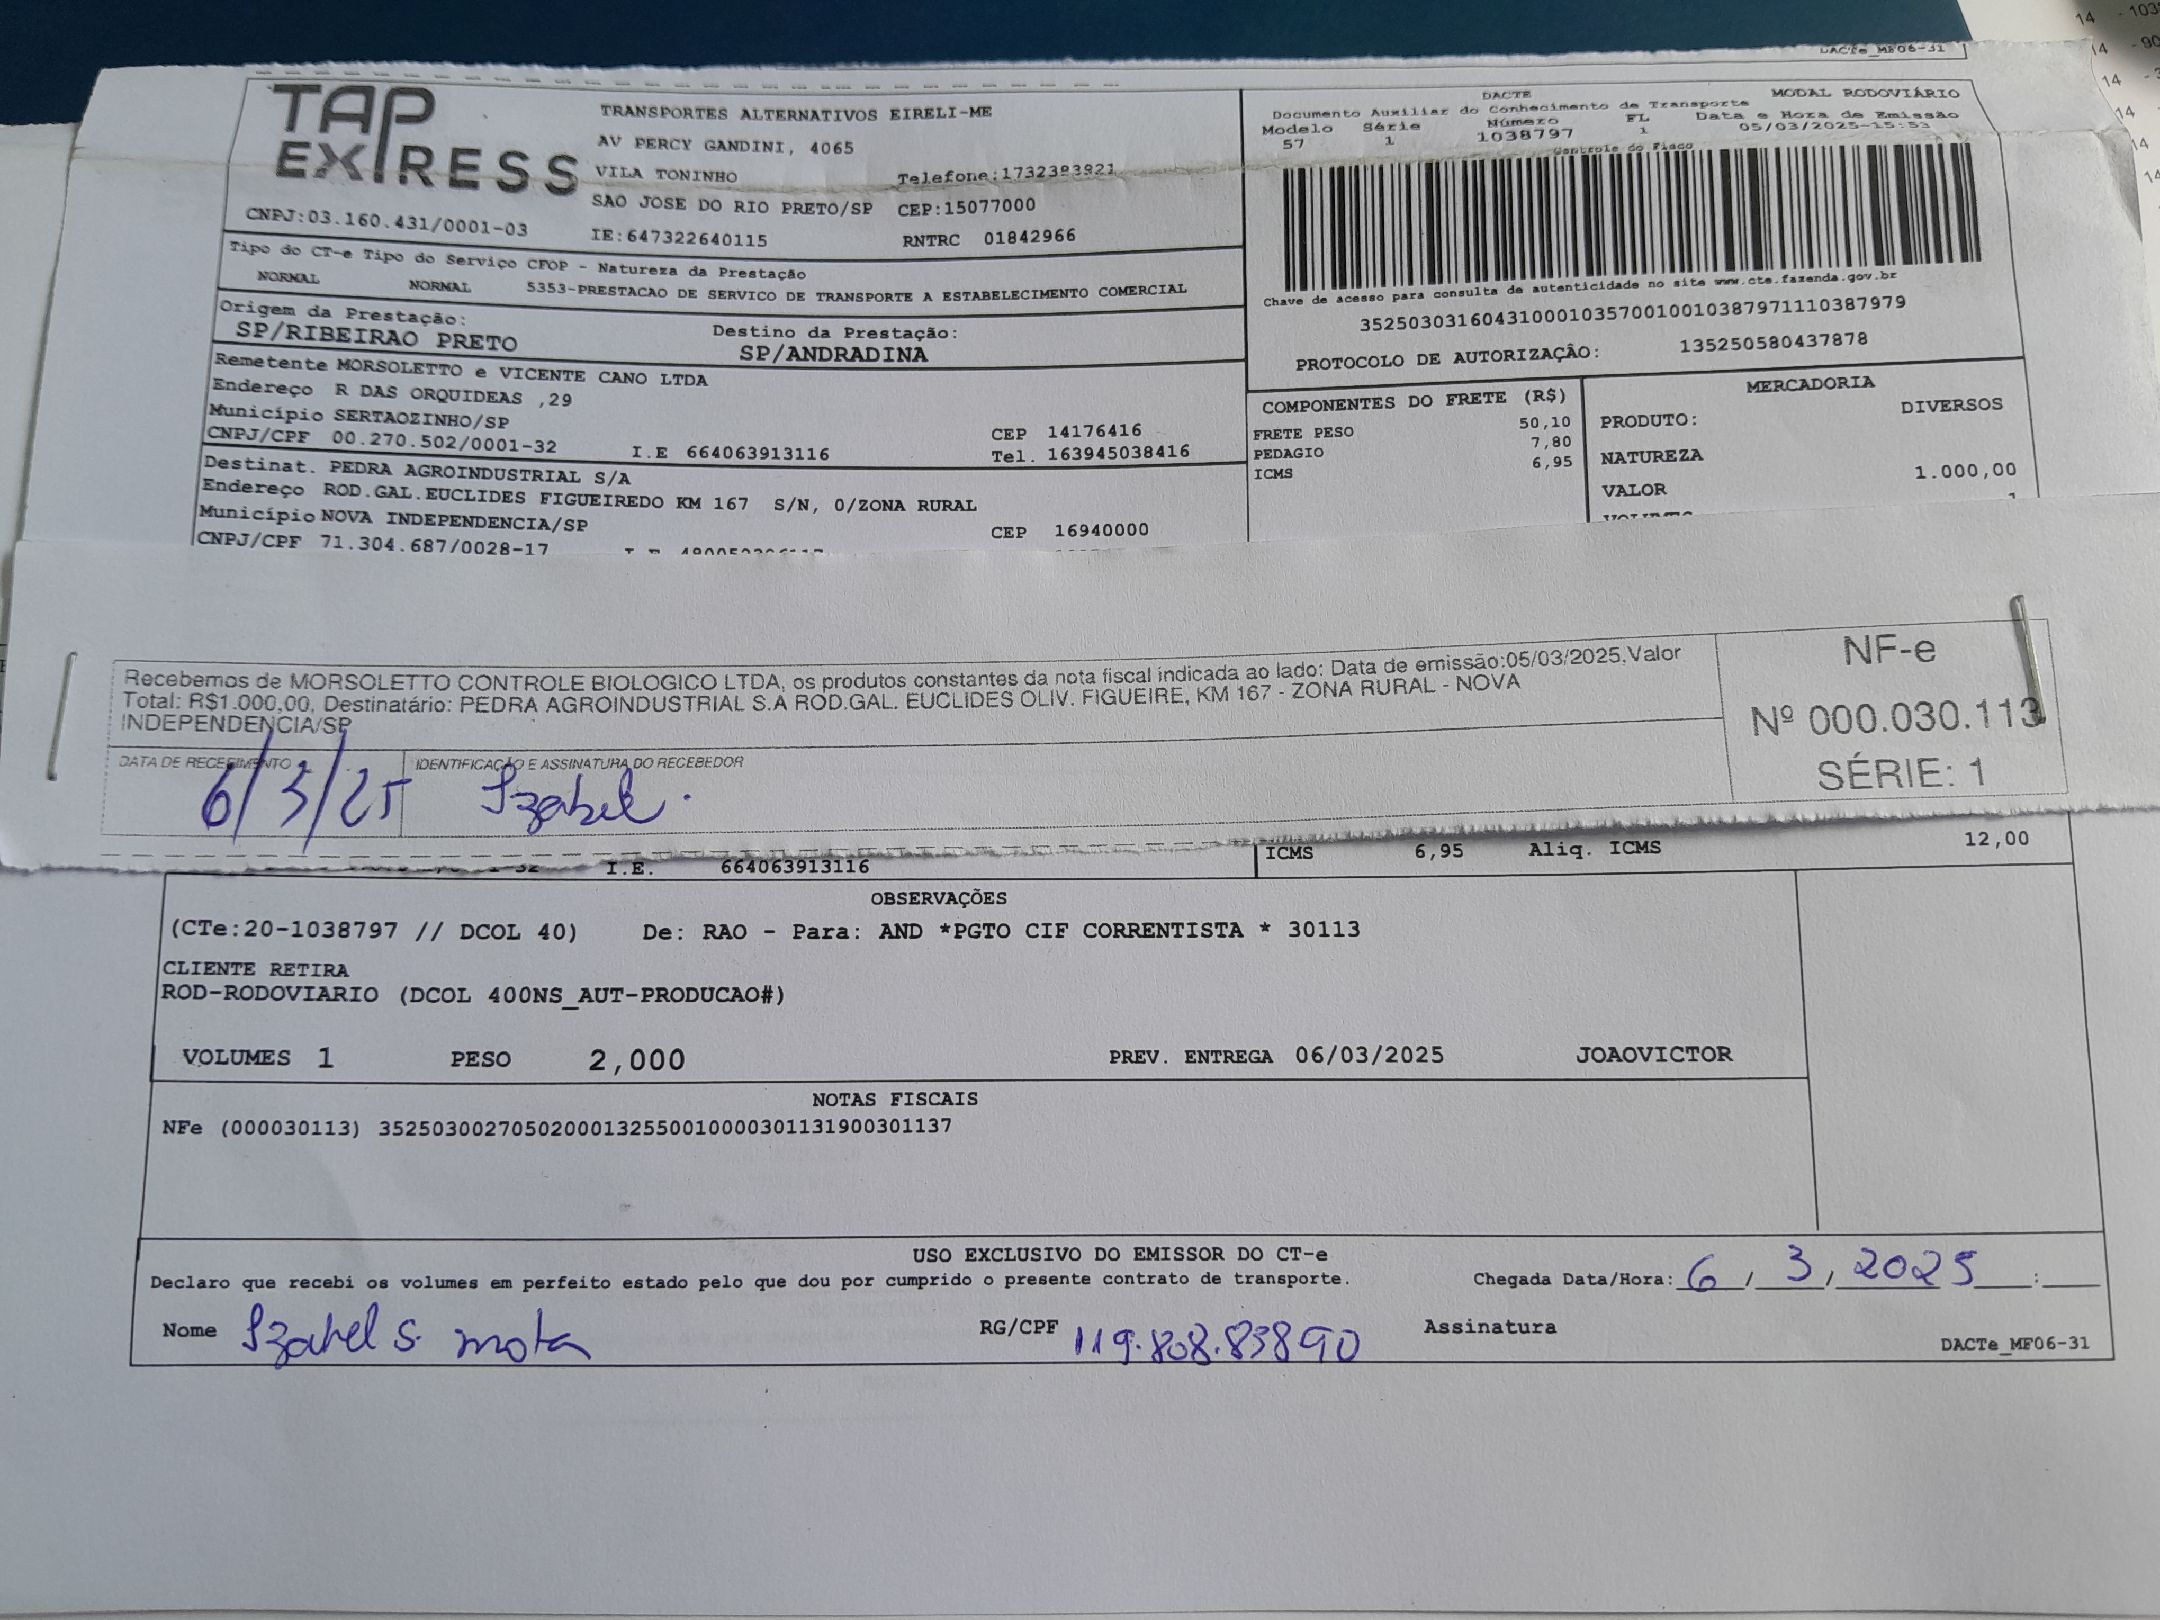 DACTe_MF06-31
TAP EXPRESS
TRANSPORTES ALTERNATIVOS EIRELI-ME
AV PERCY GANDINI, 4065
VILA TONINHO Telefone:1732383921
SAO JOSE DO RIO PRETO/SP CEP:15077000
CNPJ:03.160.431/0001-03 IE:647322640115 RNTRC 01842966
DACTE MODAL RODOVIÁRIO
Documento Auxiliar do Conhecimento de Transporte
Modelo Série Número FL Data e Hora de Emissão
57 1 1038797 1 05/03/2025-15:53
Controle do Fisco
Chave de acesso para consulta de autenticidade no site www.cte.fazenda.gov.br
35250303160431000103570010010387971110387979
PROTOCOLO DE AUTORIZAÇÃO: 135250580437878
Tipo do CT-e Tipo do Serviço CFOP - Natureza da Prestação
NORMAL NORMAL 5353-PRESTACAO DE SERVICO DE TRANSPORTE A ESTABELECIMENTO COMERCIAL
Origem da Prestação: Destino da Prestação:
SP/RIBEIRAO PRETO SP/ANDRADINA
Remetente MORSOLETTO e VICENTE CANO LTDA
Endereço R DAS ORQUIDEAS ,29
Município SERTAOZINHO/SP CEP 14176416
CNPJ/CPF 00.270.502/0001-32 I.E 664063913116 Tel. 163945038416
Destinat. PEDRA AGROINDUSTRIAL S/A
Endereço ROD.GAL.EUCLIDES FIGUEIREDO KM 167 S/N, 0/ZONA RURAL
Município NOVA INDEPENDENCIA/SP CEP 16940000
CNPJ/CPF 71.304.687/0028-17
COMPONENTES DO FRETE (R$)
FRETE PESO 50,10
PEDAGIO 7,80
ICMS 6,95
MERCADORIA
PRODUTO: DIVERSOS
NATUREZA
VALOR 1.000,00
Recebemos de MORSOLETTO CONTROLE BIOLOGICO LTDA, os produtos constantes da nota fiscal indicada ao lado: Data de emissão:05/03/2025,Valor
Total: R$1.000,00, Destinatário: PEDRA AGROINDUSTRIAL S.A ROD.GAL. EUCLIDES OLIV. FIGUEIRE, KM 167 - ZONA RURAL - NOVA
INDEPENDENCIA/SP
DATA DE RECEBIMENTO IDENTIFICAÇÃO E ASSINATURA DO RECEBEDOR
6/3/25 Izabel.
NF-e
Nº 000.030.113
SÉRIE: 1
I.E. 664063913116 ICMS 6,95 Aliq. ICMS 12,00
OBSERVAÇÕES
(CTe:20-1038797 // DCOL 40) De: RAO - Para: AND *PGTO CIF CORRENTISTA * 30113
CLIENTE RETIRA
ROD-RODOVIARIO (DCOL 400NS_AUT-PRODUCAO#)
VOLUMES 1 PESO 2,000 PREV. ENTREGA 06/03/2025 JOAOVICTOR
NOTAS FISCAIS
NFe (000030113) 35250300270502000132550010000301131900301137
USO EXCLUSIVO DO EMISSOR DO CT-e
Declaro que recebi os volumes em perfeito estado pelo que dou por cumprido o presente contrato de transporte. Chegada Data/Hora: 6 / 3 / 2025 :
Nome Izabel S. mota RG/CPF 119.808.83890 Assinatura
DACTe_MF06-31